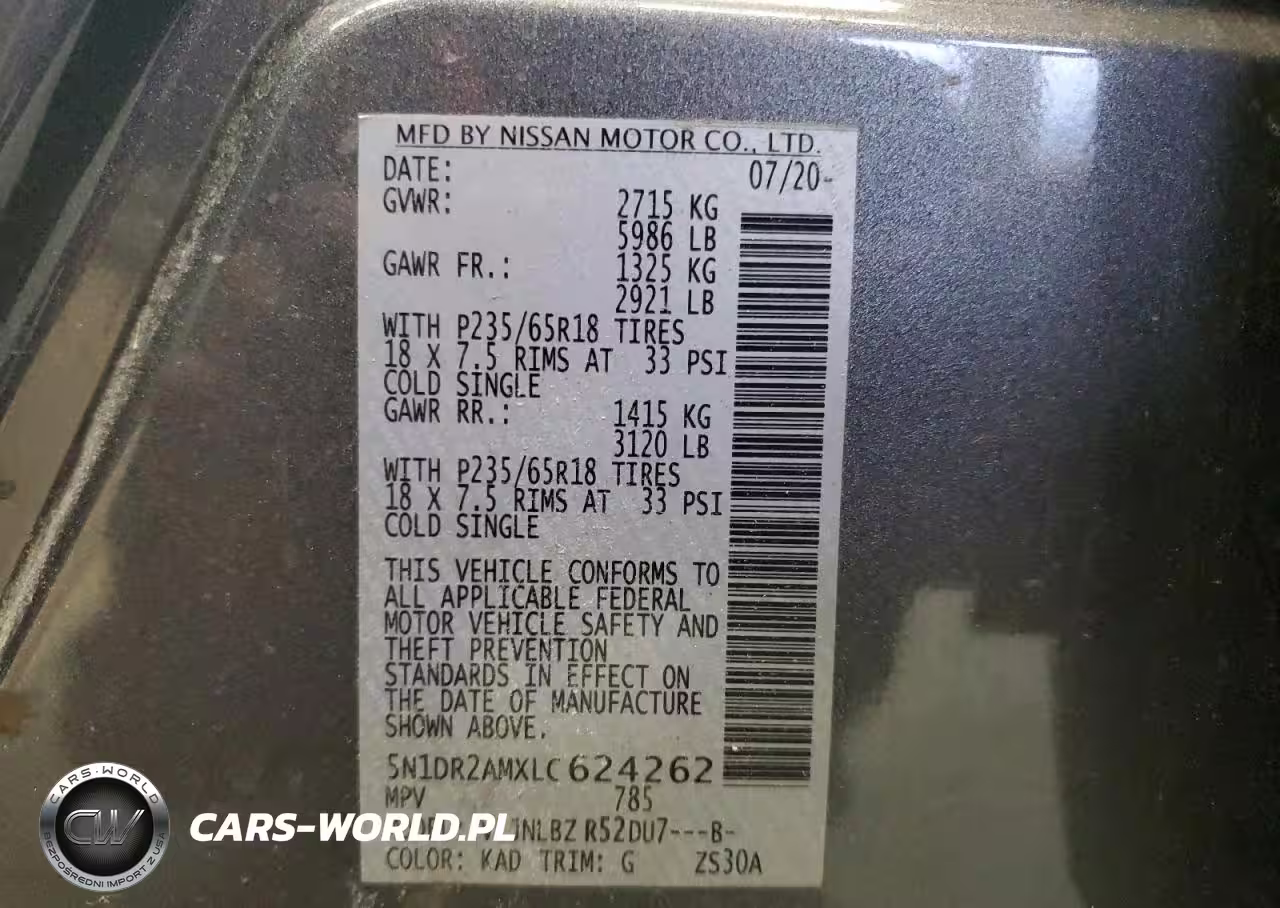 MFD BY NISSAN MOTOR CO., LTD.
DATE: 07/20-
GVWR: 2715 KG
5986 LB
GAWR FR.: 1325 KG
2921 LB
WITH P235/65R18 TIRES
18 X 7.5 RIMS AT 33 PSI
COLD SINGLE
GAWR RR.: 1415 KG
3120 LB
WITH P235/65R18 TIRES
18 X 7.5 RIMS AT 33 PSI
COLD SINGLE
THIS VEHICLE CONFORMS TO
ALL APPLICABLE FEDERAL
MOTOR VEHICLE SAFETY AND
THEFT PREVENTION
STANDARDS IN EFFECT ON
THE DATE OF MANUFACTURE
SHOWN ABOVE.
5N1DR2AMXLC624262
MPV 785
R52DU7---B-
COLOR: KAD TRIM: G ZS30A
CARS-WORLD
CW
BEZPOŚREDNI IMPORT Z USA
CARS-WORLD.PL